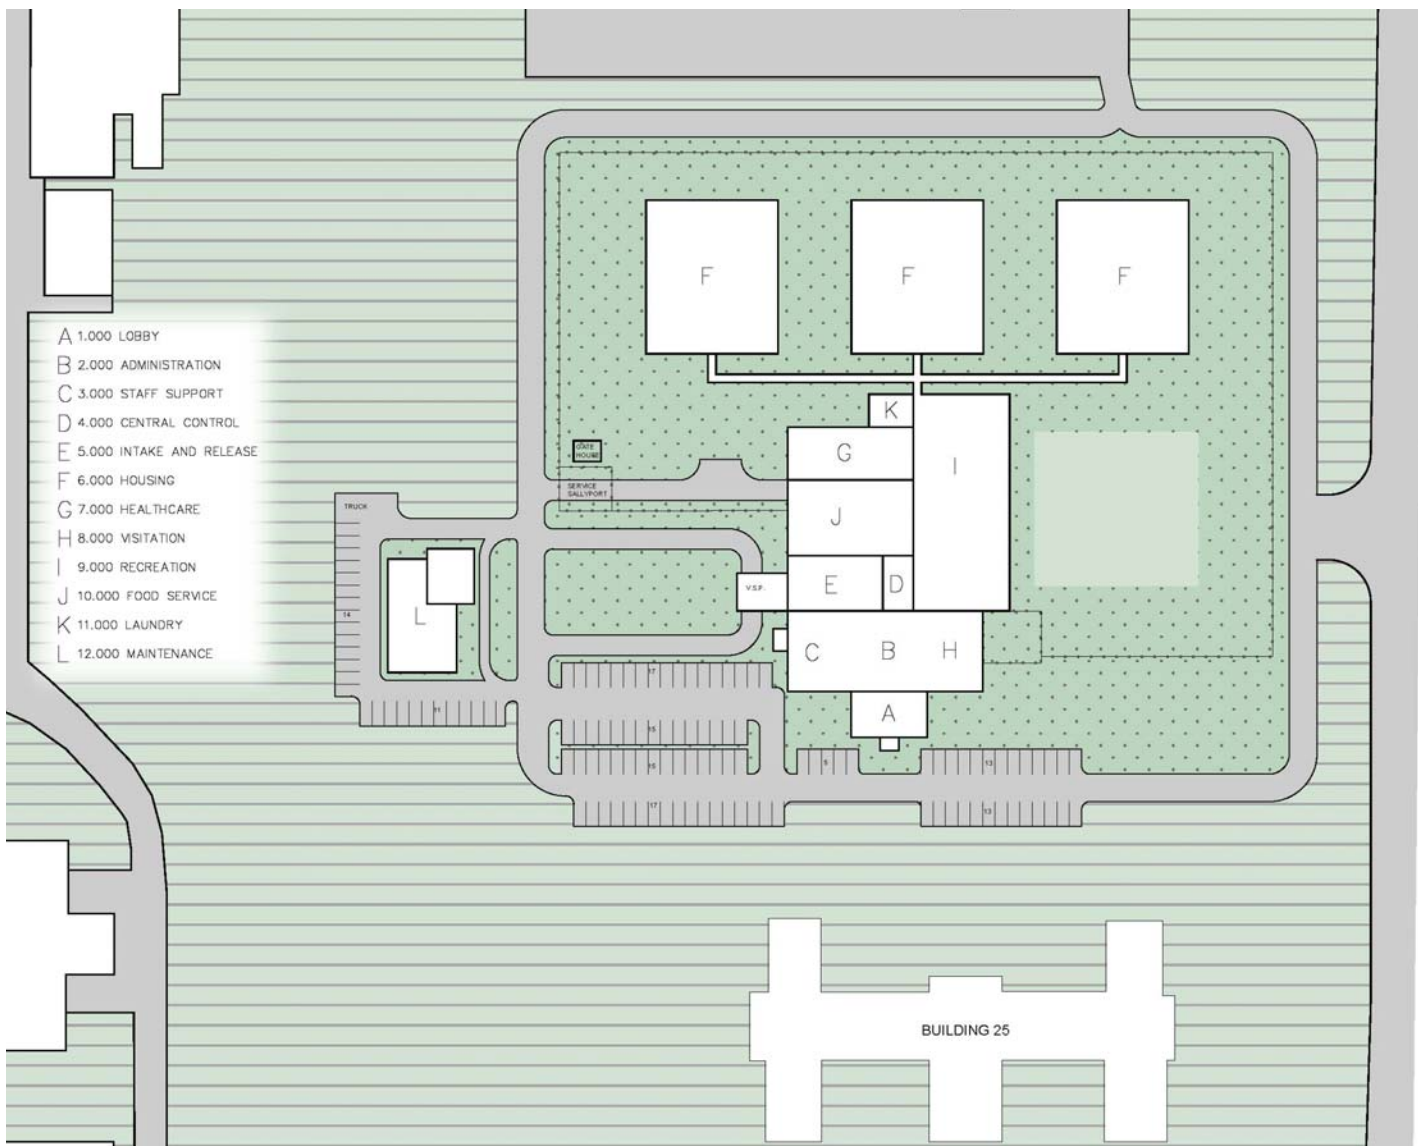 F
F
F
A 1.000 LOBBY
B 2.000 ADMINISTRATION
C 3.000 STAFF SUPPORT
D 4.000 CENTRAL CONTROL
E 5.000 INTAKE AND RELEASE
F 6.000 HOUSING
G 7.000 HEALTHCARE
H 8.000 VISITATION
I 9.000 RECREATION
J 10.000 FOOD SERVICE
K 11.000 LAUNDRY
L 12.000 MAINTENANCE
K
GATE
HOUSE
G
I
SERVICE
SALLYPORT
TRUCK
J
V.S.P.
E
D
14
L
C
B
H
17
11
A
15
15
5
13
17
13
BUILDING 25